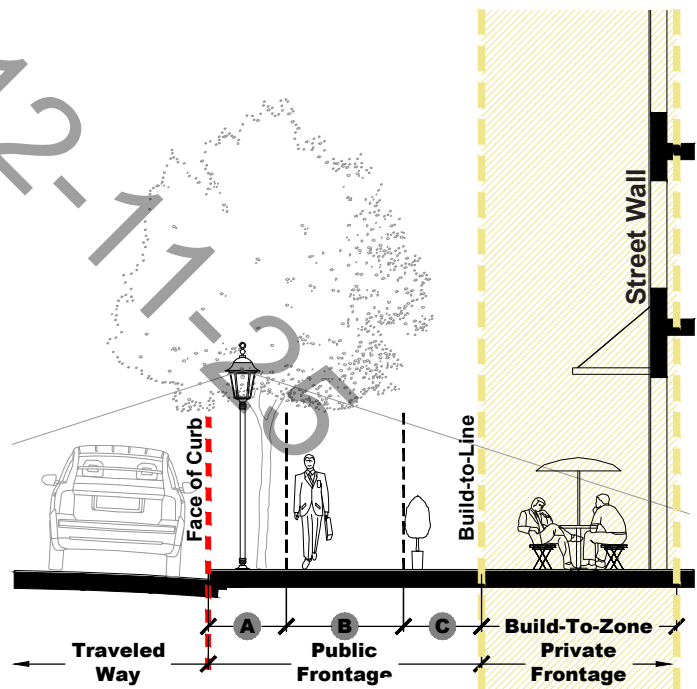 12-11-25
Street Wall
Face of Curb
Build-to-Line
A
B
C
Build-To-Zone
Traveled
Way
Public
Frontage
Private
Frontage